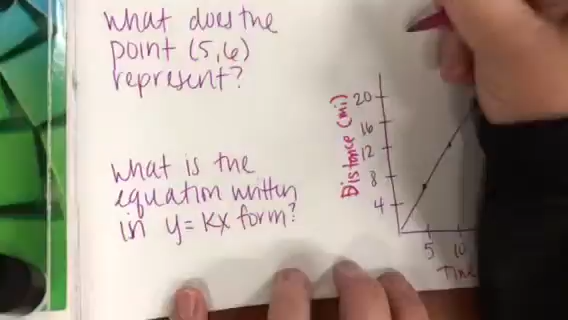 what does the
point (5,6)
represent?
what is the
equation written
in y=kx form?
Distance (mi)
20
16
12
8
4
5 10
Time